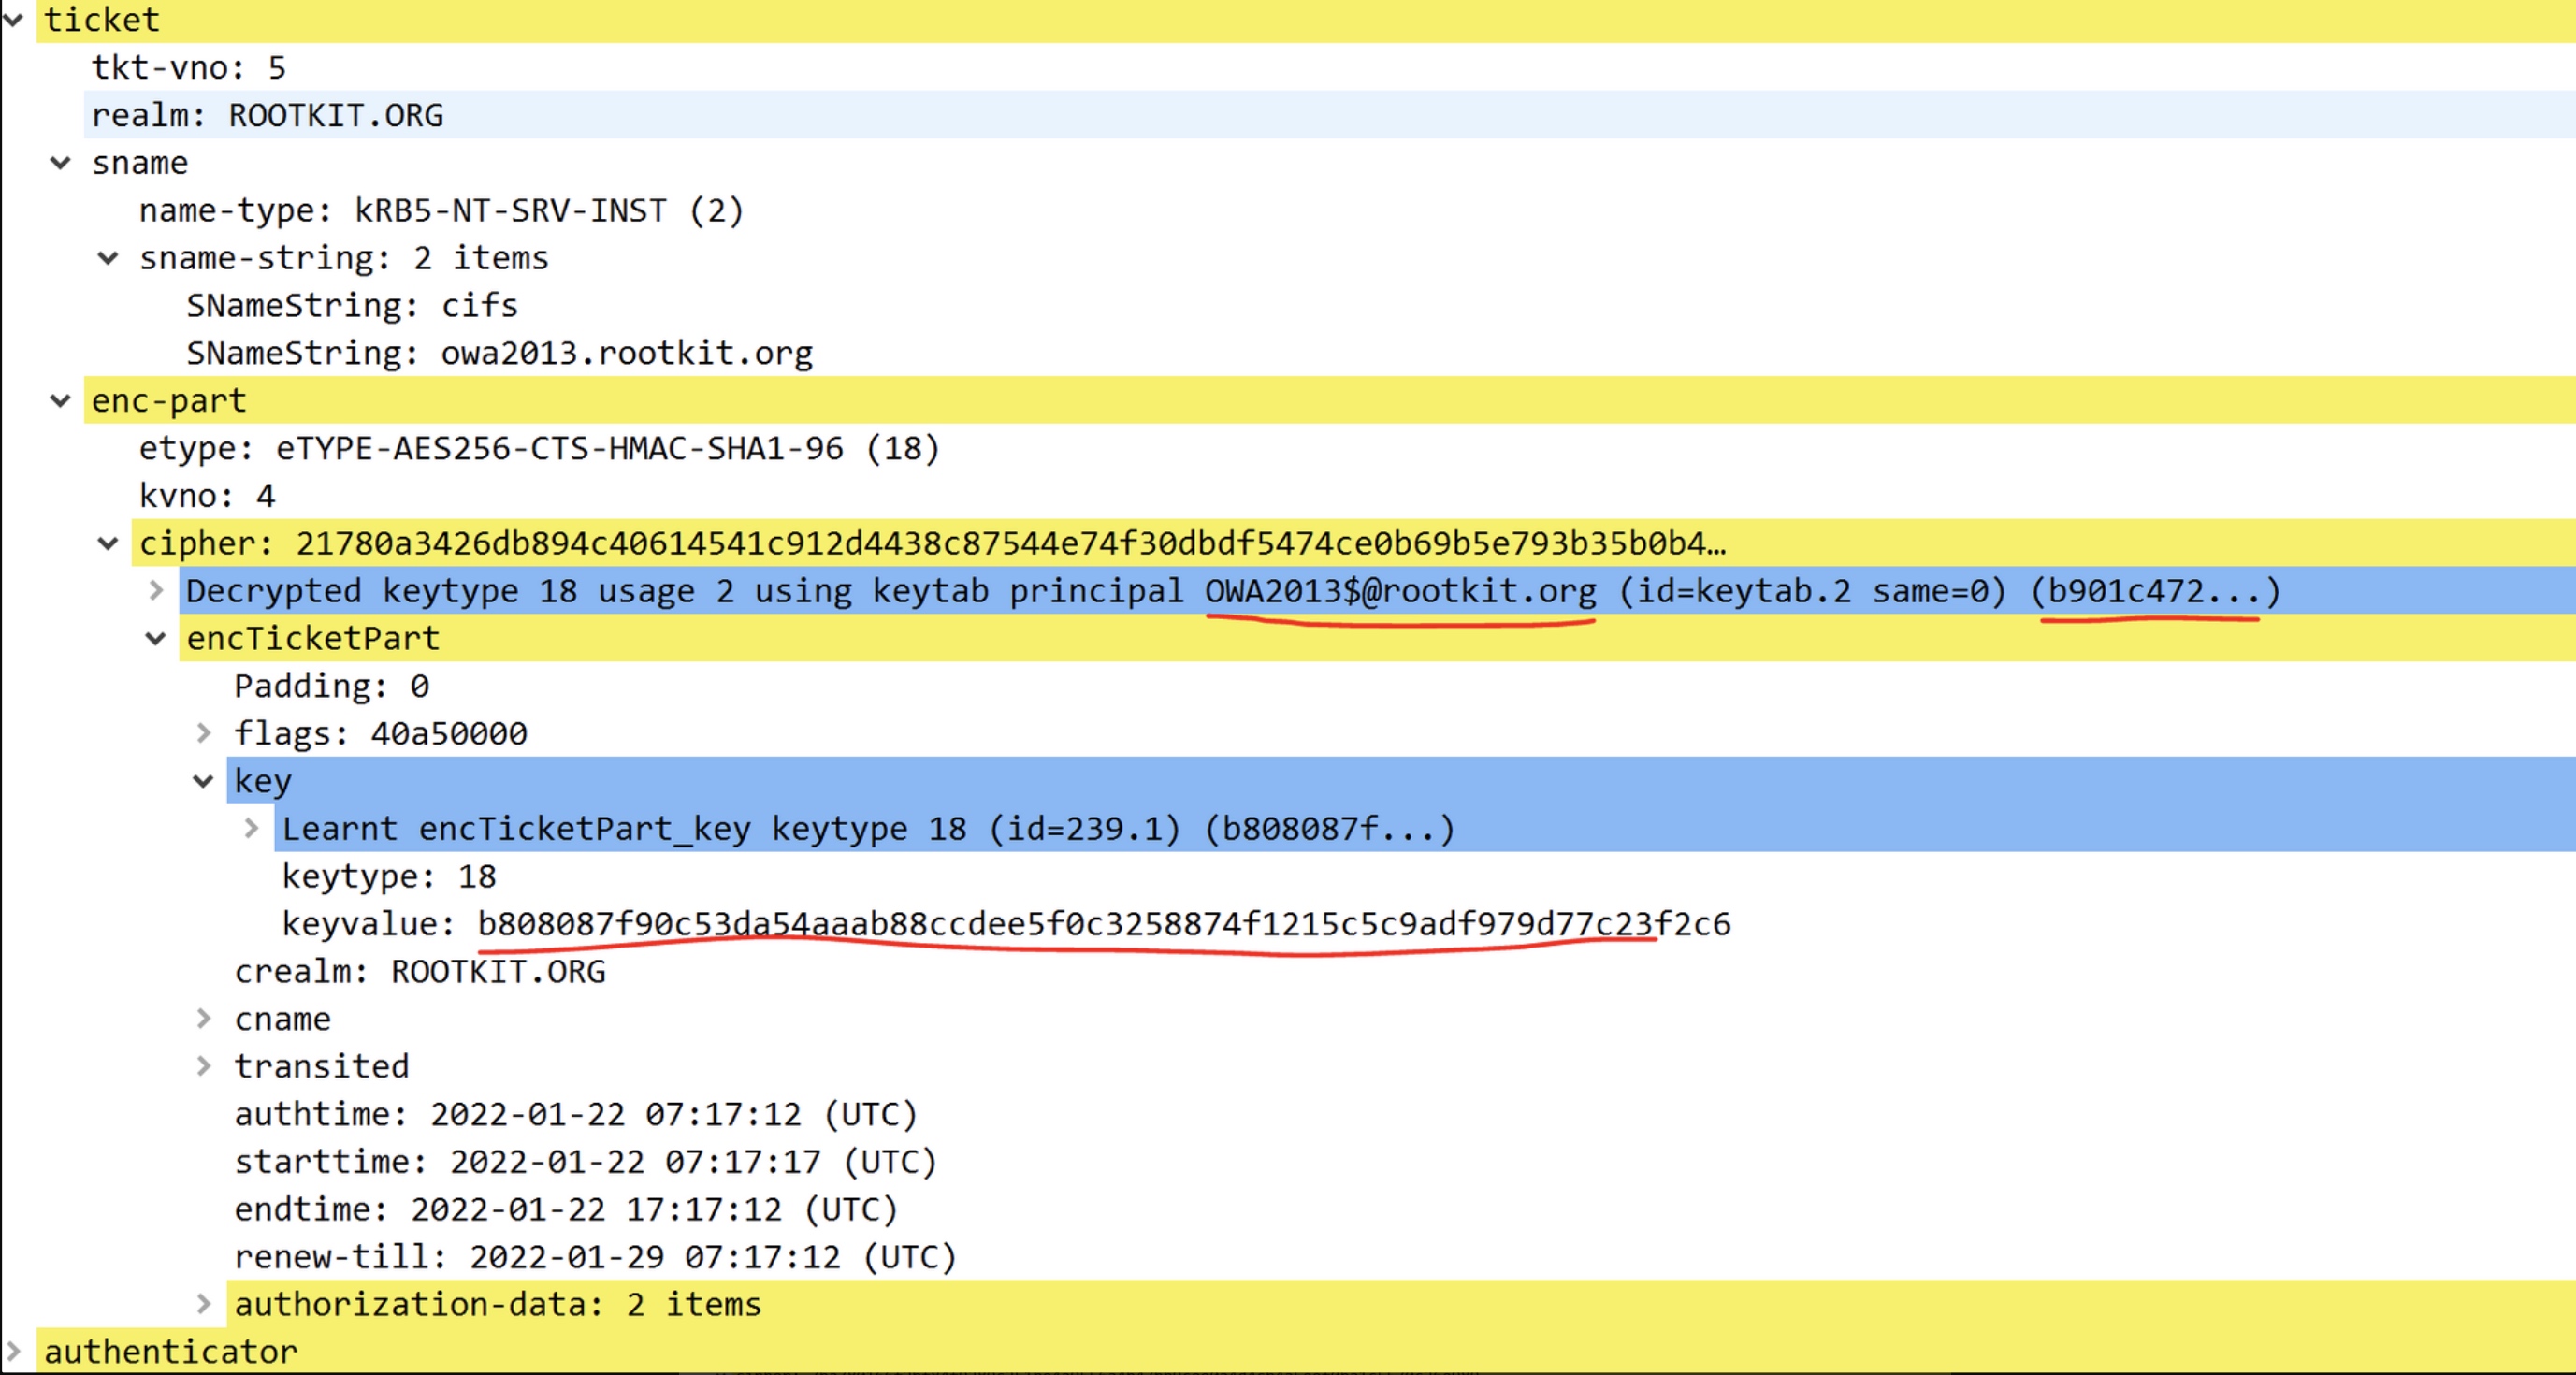 ticket
tkt-vno: 5
realm: ROOTKIT.ORG
sname
name-type: kRB5-NT-SRV-INST (2)
sname-string: 2 items
SNameString: cifs
SNameString: owa2013.rootkit.org
enc-part
etype: eTYPE-AES256-CTS-HMAC-SHA1-96 (18)
kvno: 4
cipher: 21780a3426db894c40614541c912d4438c87544e74f30dbdf5474ce0b69b5e793b35b0b4…
Decrypted keytype 18 usage 2 using keytab principal OWA2013$@rootkit.org (id=keytab.2 same=0) (b901c472...)
encTicketPart
Padding: 0
flags: 40a50000
key
Learnt encTicketPart_key keytype 18 (id=239.1) (b808087f...)
keytype: 18
keyvalue: b808087f90c53da54aaab88ccdee5f0c3258874f1215c5c9adf979d77c23f2c6
crealm: ROOTKIT.ORG
cname
transited
authtime: 2022-01-22 07:17:12 (UTC)
starttime: 2022-01-22 07:17:17 (UTC)
endtime: 2022-01-22 17:17:12 (UTC)
renew-till: 2022-01-29 07:17:12 (UTC)
authorization-data: 2 items
authenticator